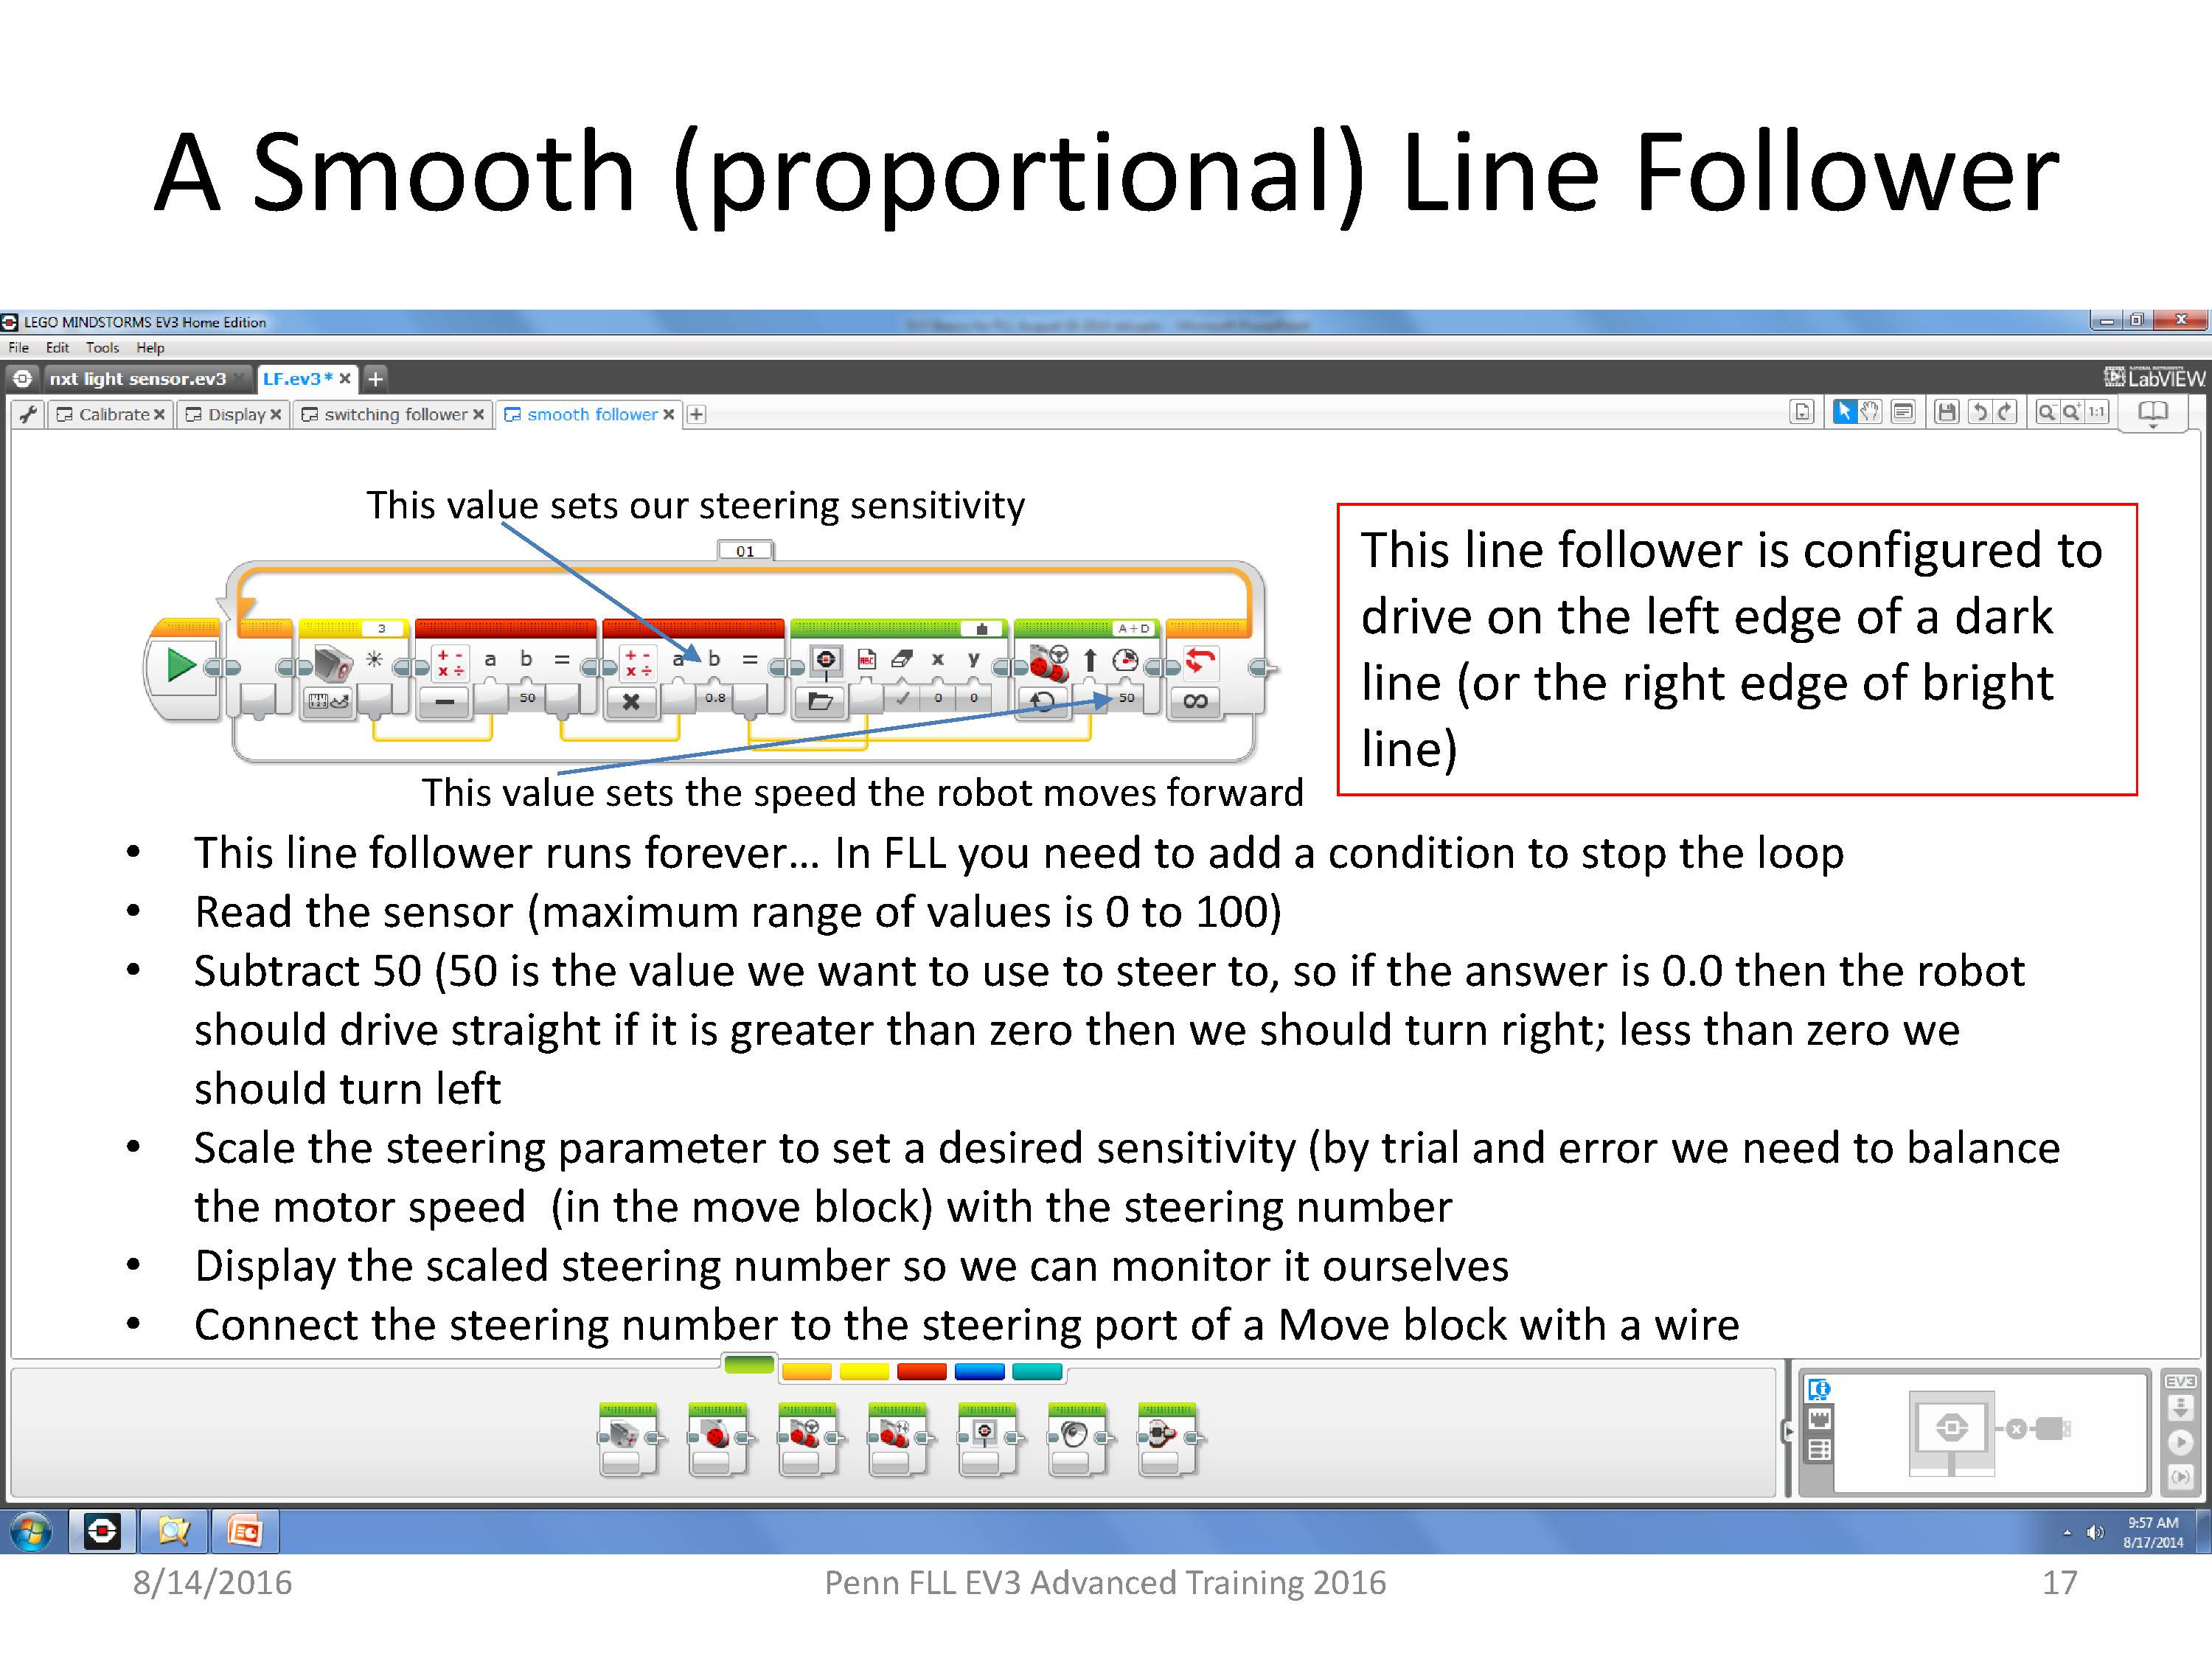 A Smooth (proportional) Line Follower
LEGO MINDSTORMS EV3 Home Edition
File Edit Tools Help
nxt light sensor.ev3 LF.ev3* +
LabVIEW
Calibrate Display switching follower smooth follower
1:1
This value sets our steering sensitivity
01
3
A+D
a b =
a b =
x y
50
0.8
0 0
50
∞
This line follower is configured to
drive on the left edge of a dark
line (or the right edge of bright
line)
This value sets the speed the robot moves forward
• This line follower runs forever... In FLL you need to add a condition to stop the loop
• Read the sensor (maximum range of values is 0 to 100)
• Subtract 50 (50 is the value we want to use to steer to, so if the answer is 0.0 then the robot
should drive straight if it is greater than zero then we should turn right; less than zero we
should turn left
• Scale the steering parameter to set a desired sensitivity (by trial and error we need to balance
the motor speed (in the move block) with the steering number
• Display the scaled steering number so we can monitor it ourselves
• Connect the steering number to the steering port of a Move block with a wire
EV3
9:57 AM
8/17/2014
8/14/2016
Penn FLL EV3 Advanced Training 2016
17